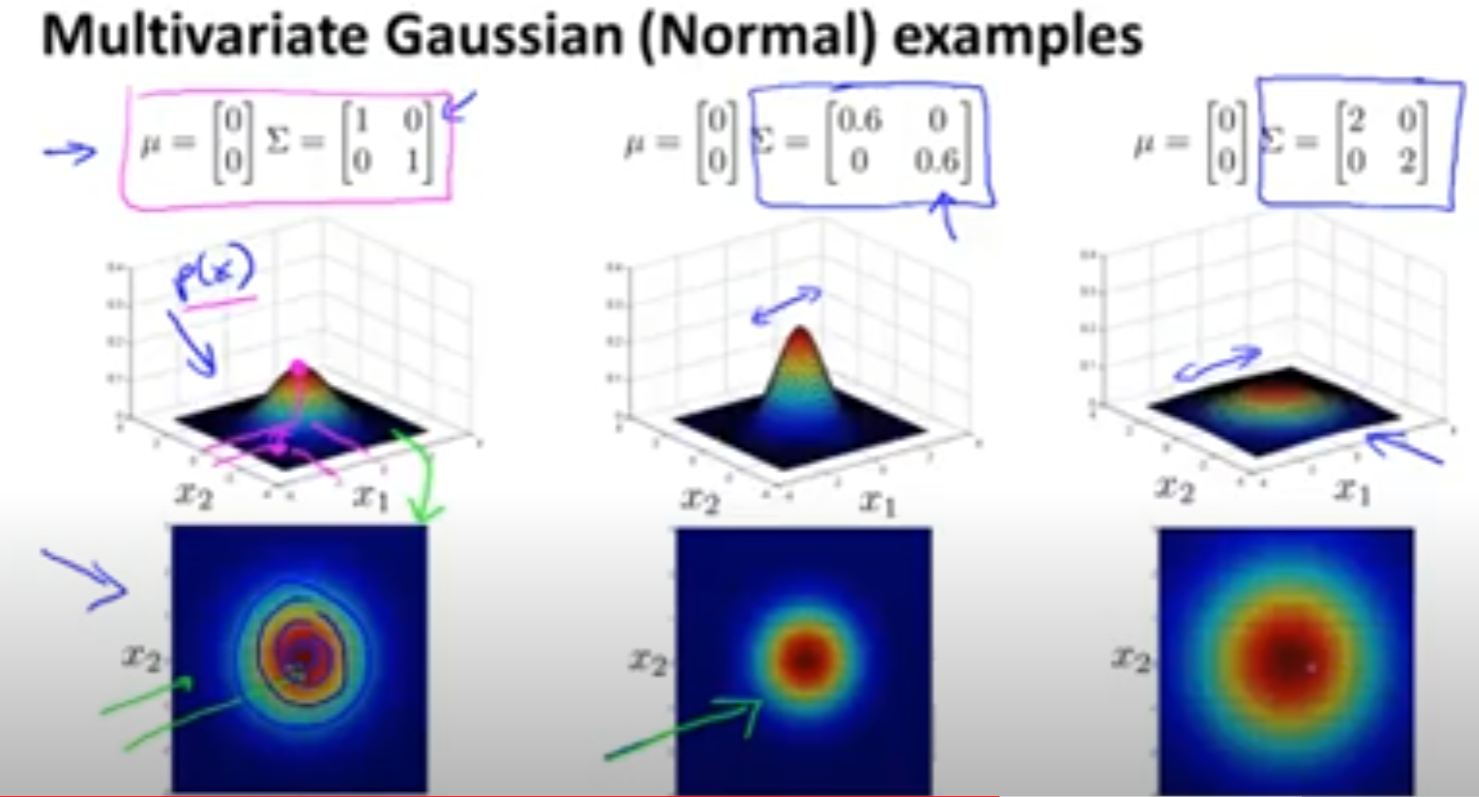 Multivariate Gaussian (Normal) examples
μ = [0 0] Σ = [1 0 0 1]
μ = [0 0] Σ = [0.6 0 0 0.6]
μ = [0 0] Σ = [2 0 0 2]
p(x)
x₂ x₁
x₂ x₁
x₂ x₁
x₂
x₂
x₂